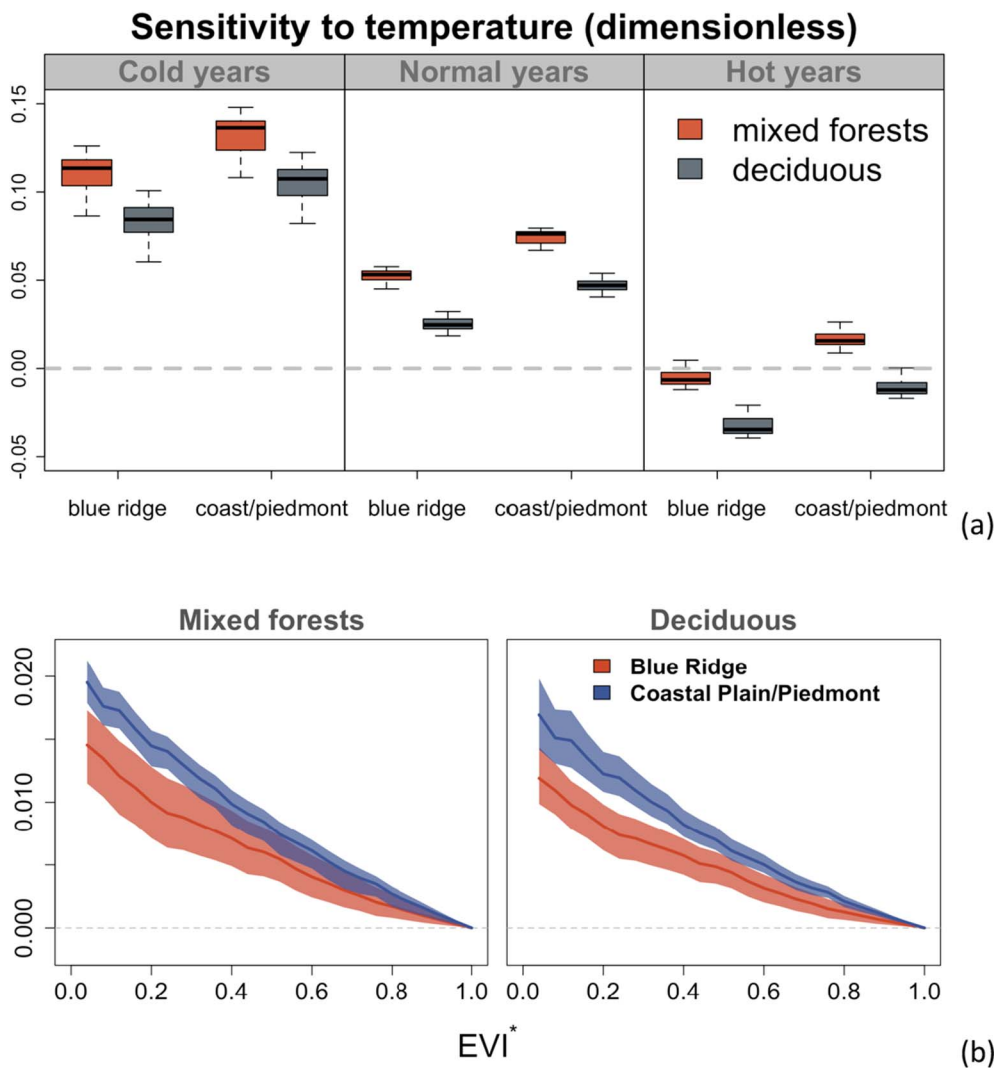 Sensitivity to temperature (dimensionless)
Cold years
Normal years
Hot years
0.15
0.10
0.05
0.00
-0.05
mixed forests
deciduous
blue ridge
coast/piedmont
blue ridge
coast/piedmont
blue ridge
coast/piedmont
(a)
Mixed forests
Deciduous
0.020
0.010
0.000
Blue Ridge
Coastal Plain/Piedmont
0.0 0.2 0.4 0.6 0.8 1.0
0.0 0.2 0.4 0.6 0.8 1.0
EVI*
(b)